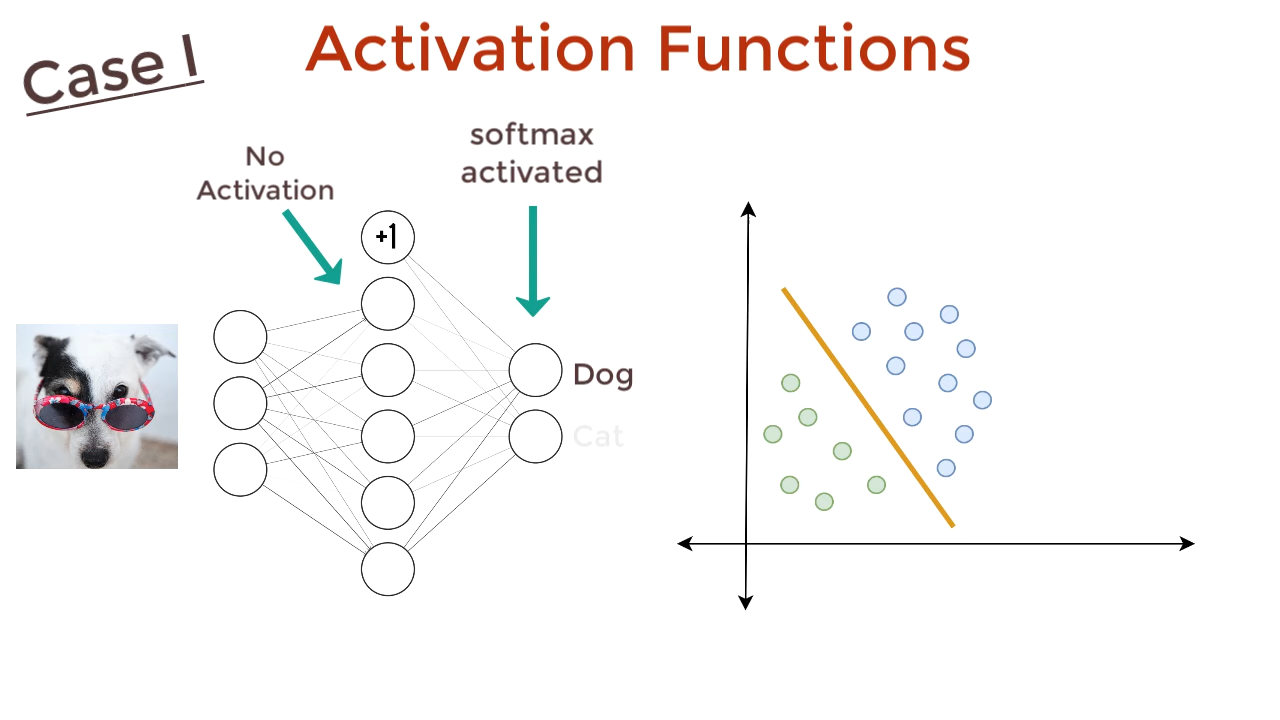 Case I
Activation Functions
No
Activation
softmax
activated
+1
Dog
Cat